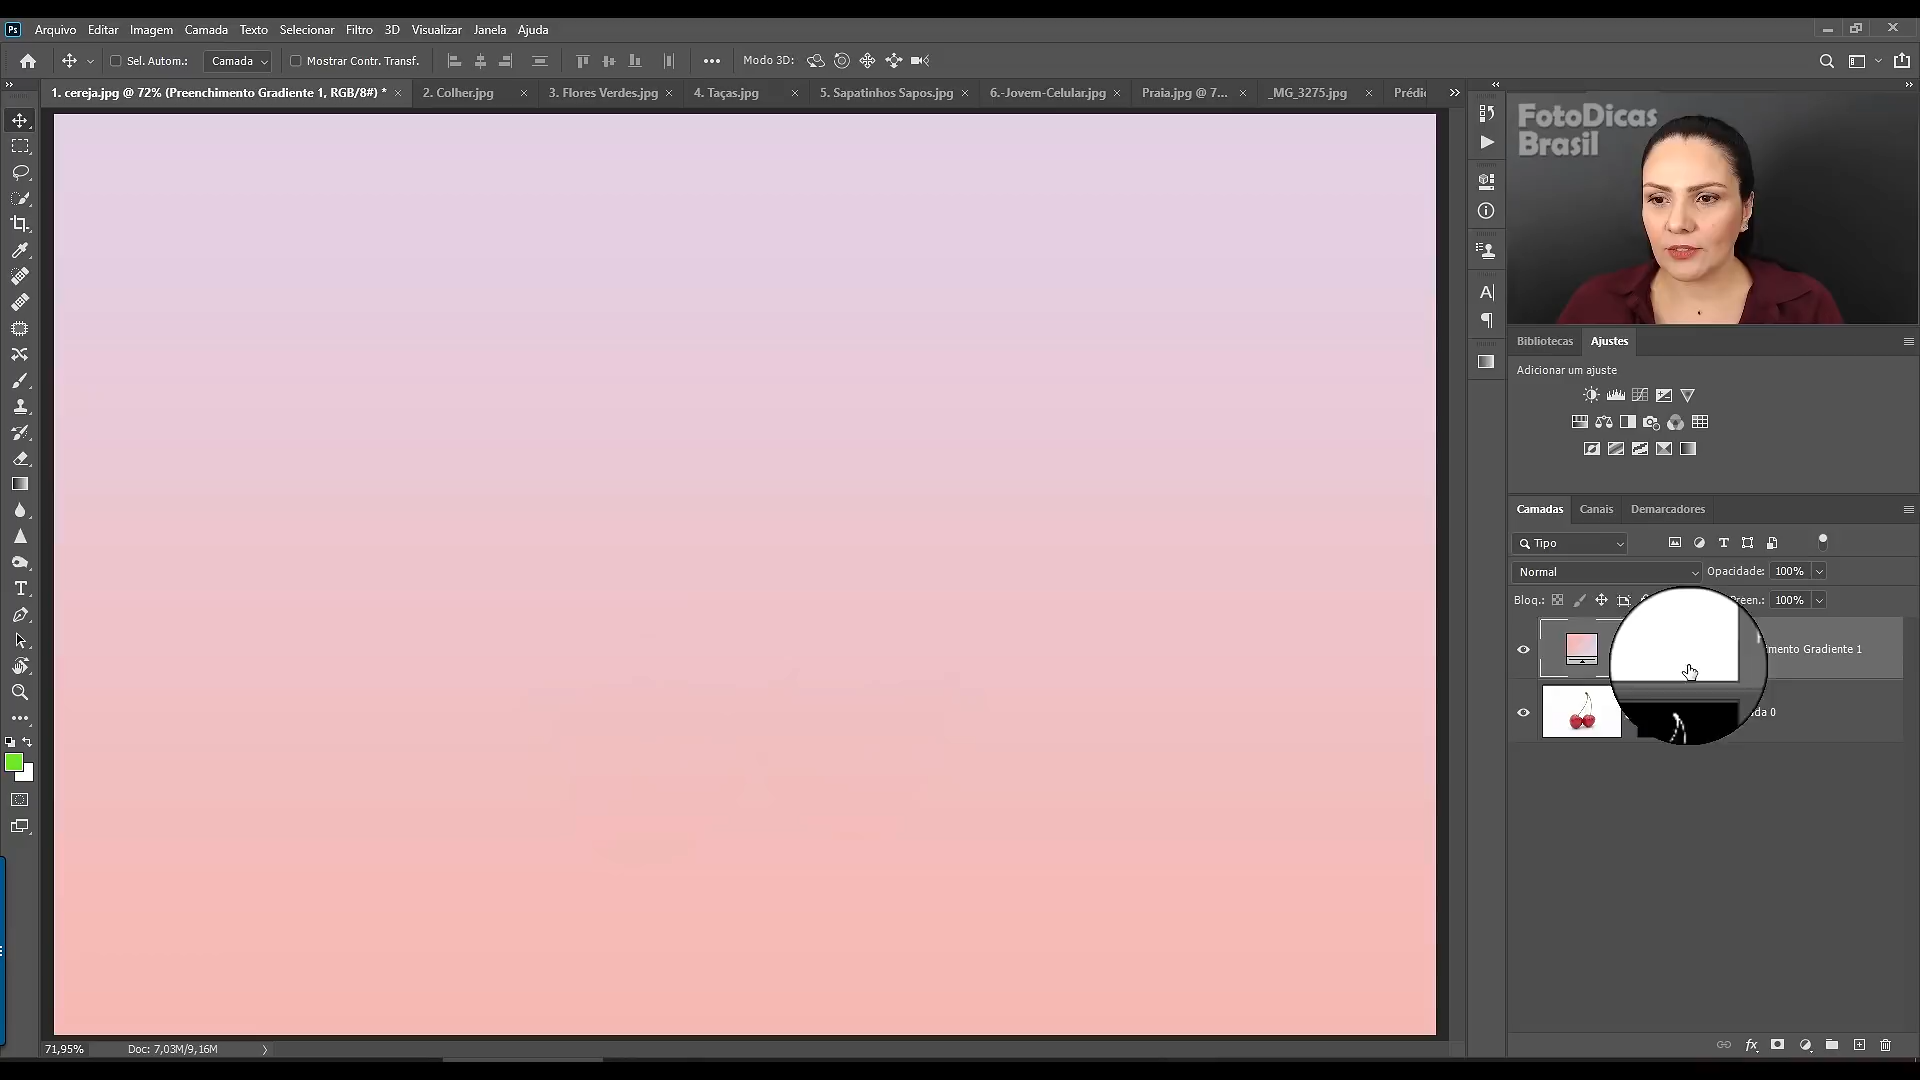 Ps Arquivo Editar Imagem Camada Texto Selecionar Filtro 3D Visualizar Janela Ajuda
Sel. Autom.: Camada Mostrar Contr. Transf. Modo 3D:
1. cereja.jpg @ 72% (Preenchimento Gradiente 1, RGB/8#) * 2. Colher.jpg 3. Flores Verdes.jpg 4. Taças.jpg 5. Sapatinhos Sapos.jpg 6.-Jovem-Celular.jpg Praia.jpg @ 7... _MG_3275.jpg Prédi
FotoDicas
Brasil
Bibliotecas Ajustes
Adicionar um ajuste
Camadas Canais Demarcadores
Tipo
Normal Opacidade: 100%
Bloq.: reen.: 100%
imento Gradiente 1
da 0
71,95% Doc: 7,03M/9,16M